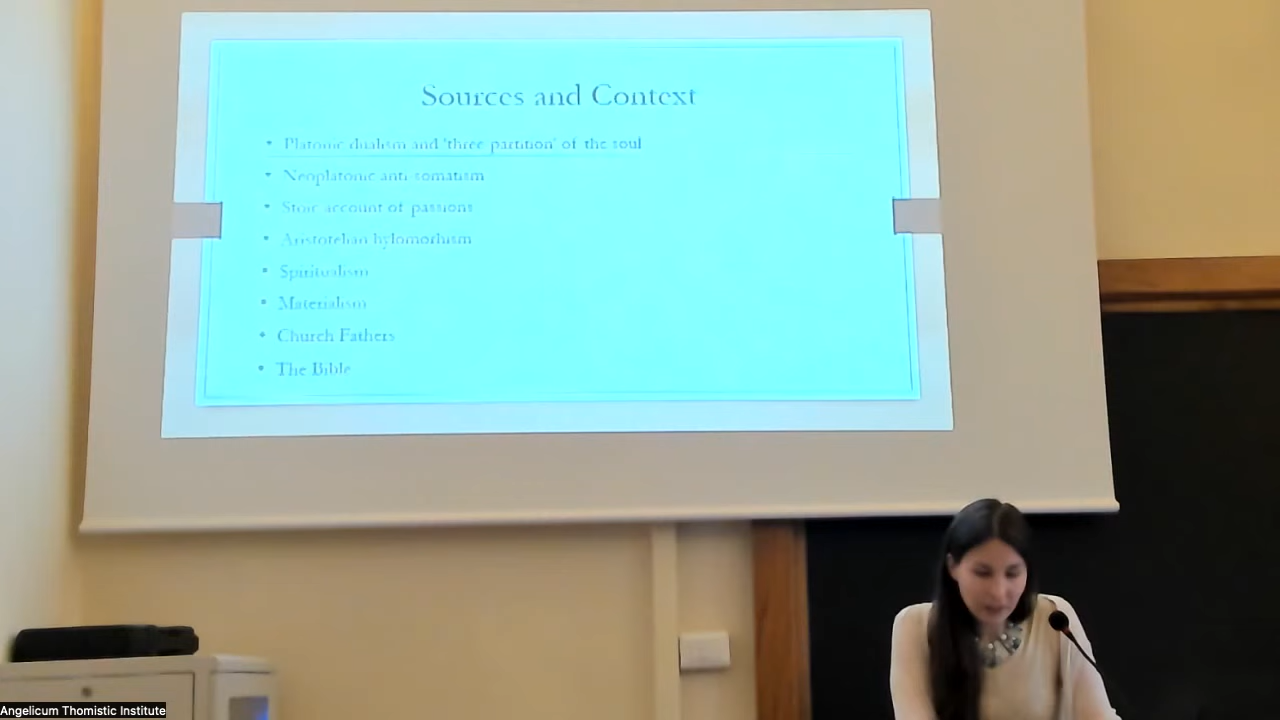 Sources and Context
• Platonic dualism and 'three partition' of the soul
• Neoplatonic anti-somatism
• Stoic account of passions
• Aristotelian hylomorhism
• Spiritualism
• Materialism
• Church Fathers
• The Bible
Angelicum Thomistic Institute